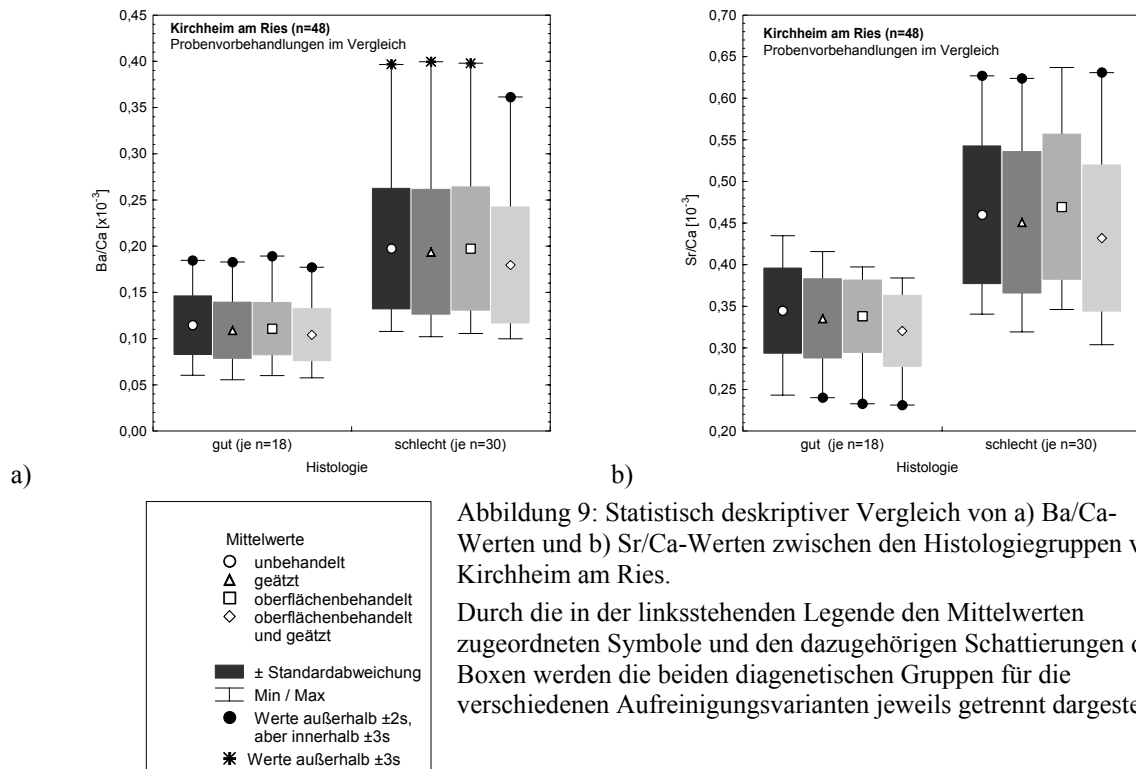 Kirchheim am Ries (n=48)
Probenvorbehandlungen im Vergleich
0,45
0,40
0,35
0,30
0,25
0,20
0,15
0,10
0,05
0,00
Ba/Ca [x10⁻³]
gut (je n=18)
schlecht (je n=30)
Histologie
a)
Kirchheim am Ries (n=48)
Probenvorbehandlungen im Vergleich
0,70
0,65
0,60
0,55
0,50
0,45
0,40
0,35
0,30
0,25
0,20
Sr/Ca [10⁻³]
gut (je n=18)
schlecht (je n=30)
Histologie
b)
Mittelwerte
unbehandelt
geätzt
oberflächenbehandelt
oberflächenbehandelt
und geätzt
± Standardabweichung
Min / Max
Werte außerhalb ±2s,
aber innerhalb ±3s
Werte außerhalb ±3s
Abbildung 9: Statistisch deskriptiver Vergleich von a) Ba/Ca-
Werten und b) Sr/Ca-Werten zwischen den Histologiegruppen
Kirchheim am Ries.
Durch die in der linksstehenden Legende den Mittelwerten
zugeordneten Symbole und den dazugehörigen Schattierungen
Boxen werden die beiden diagenetischen Gruppen für die
verschiedenen Aufreinigungsvarianten jeweils getrennt dargeste